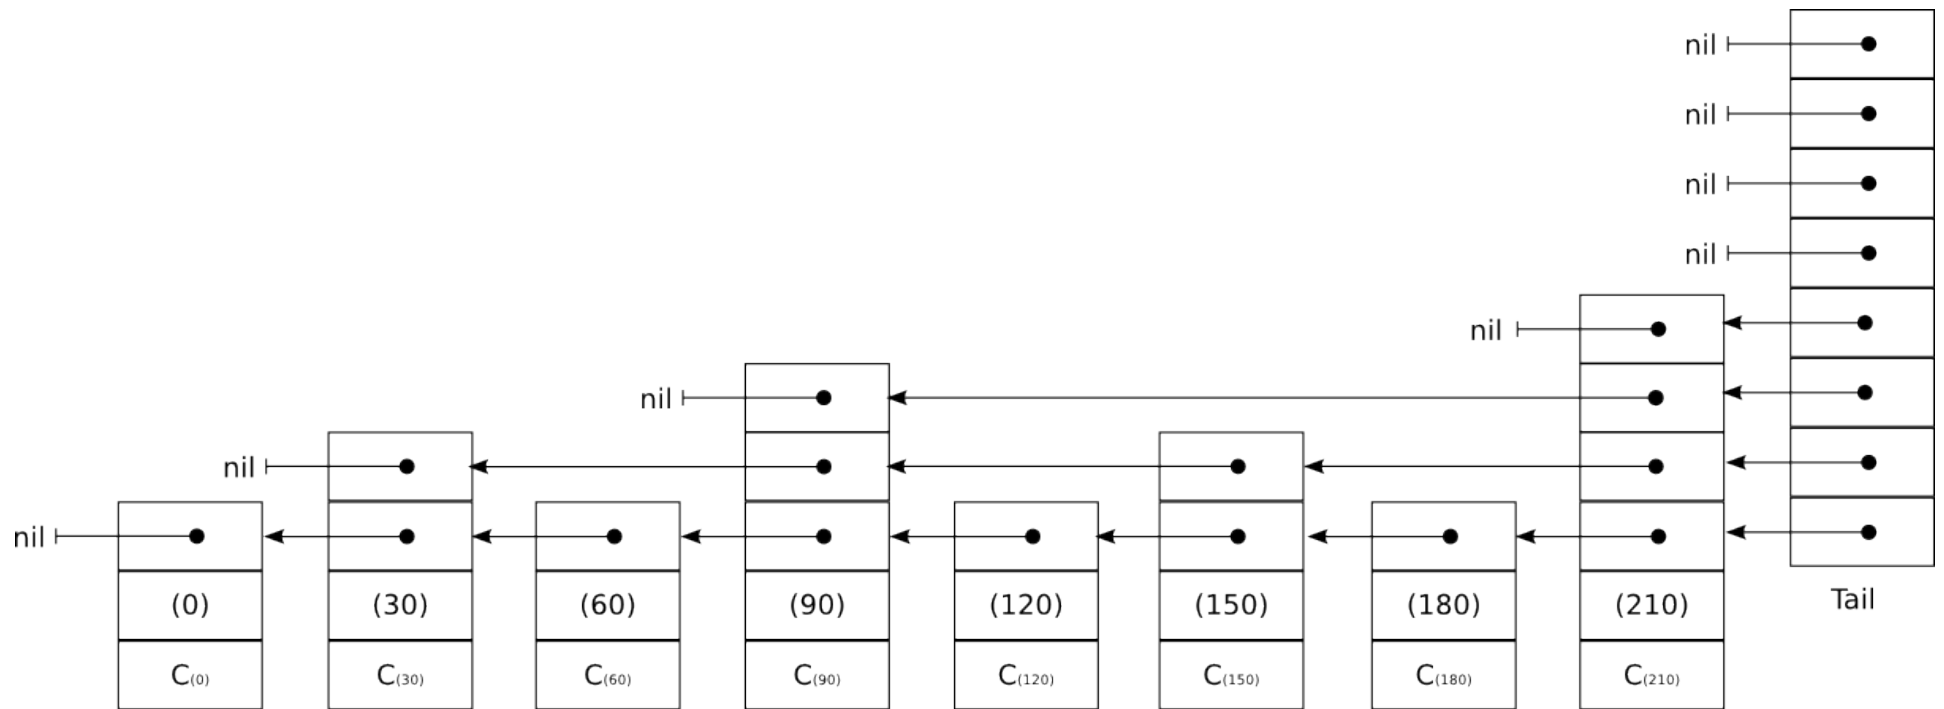 nil
nil
nil
nil
nil
nil
nil
nil
(0) (30) (60) (90) (120) (150) (180) (210) Tail
C(0) C(30) C(60) C(90) C(120) C(150) C(180) C(210)